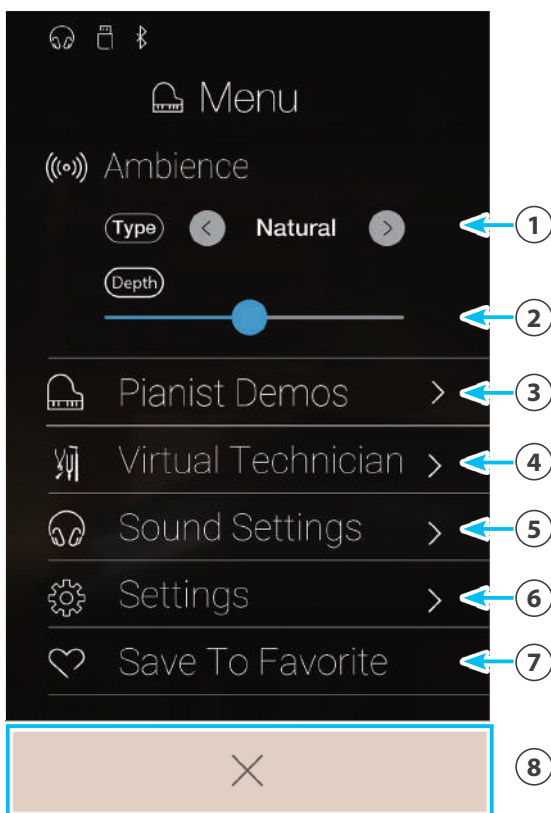 Menu
Ambience
Type < Natural > 1
Depth
2
Pianist Demos > 3
Virtual Technician > 4
Sound Settings > 5
Settings > 6
Save To Favorite 7
× 8